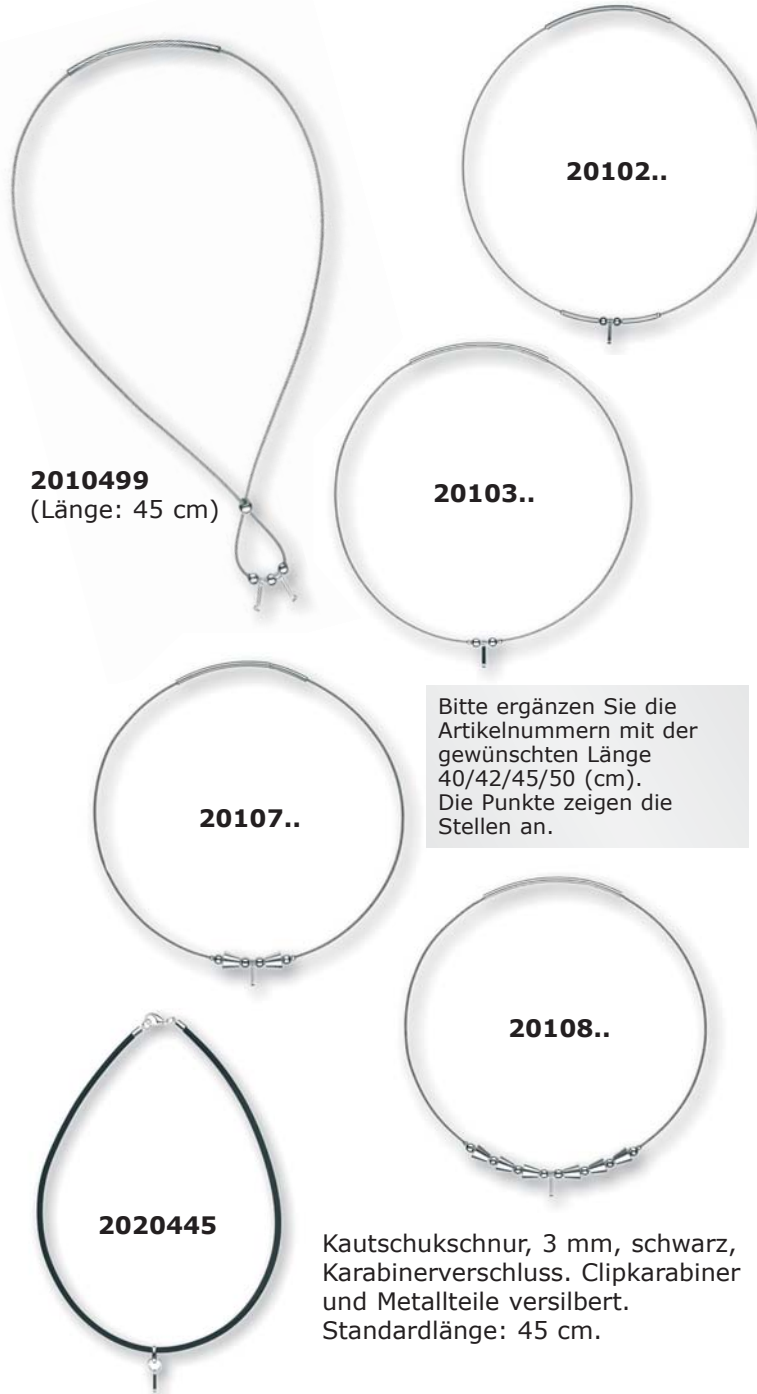 20102..
2010499
(Länge: 45 cm)
20103..
Bitte ergänzen Sie die
Artikelnummern mit der
gewünschten Länge
40/42/45/50 (cm).
Die Punkte zeigen die
Stellen an.
20107..
20108..
2020445
Kautschukschnur, 3 mm, schwarz,
Karabinerverschluss. Clipkarabiner
und Metallteile versilbert.
Standardlänge: 45 cm.